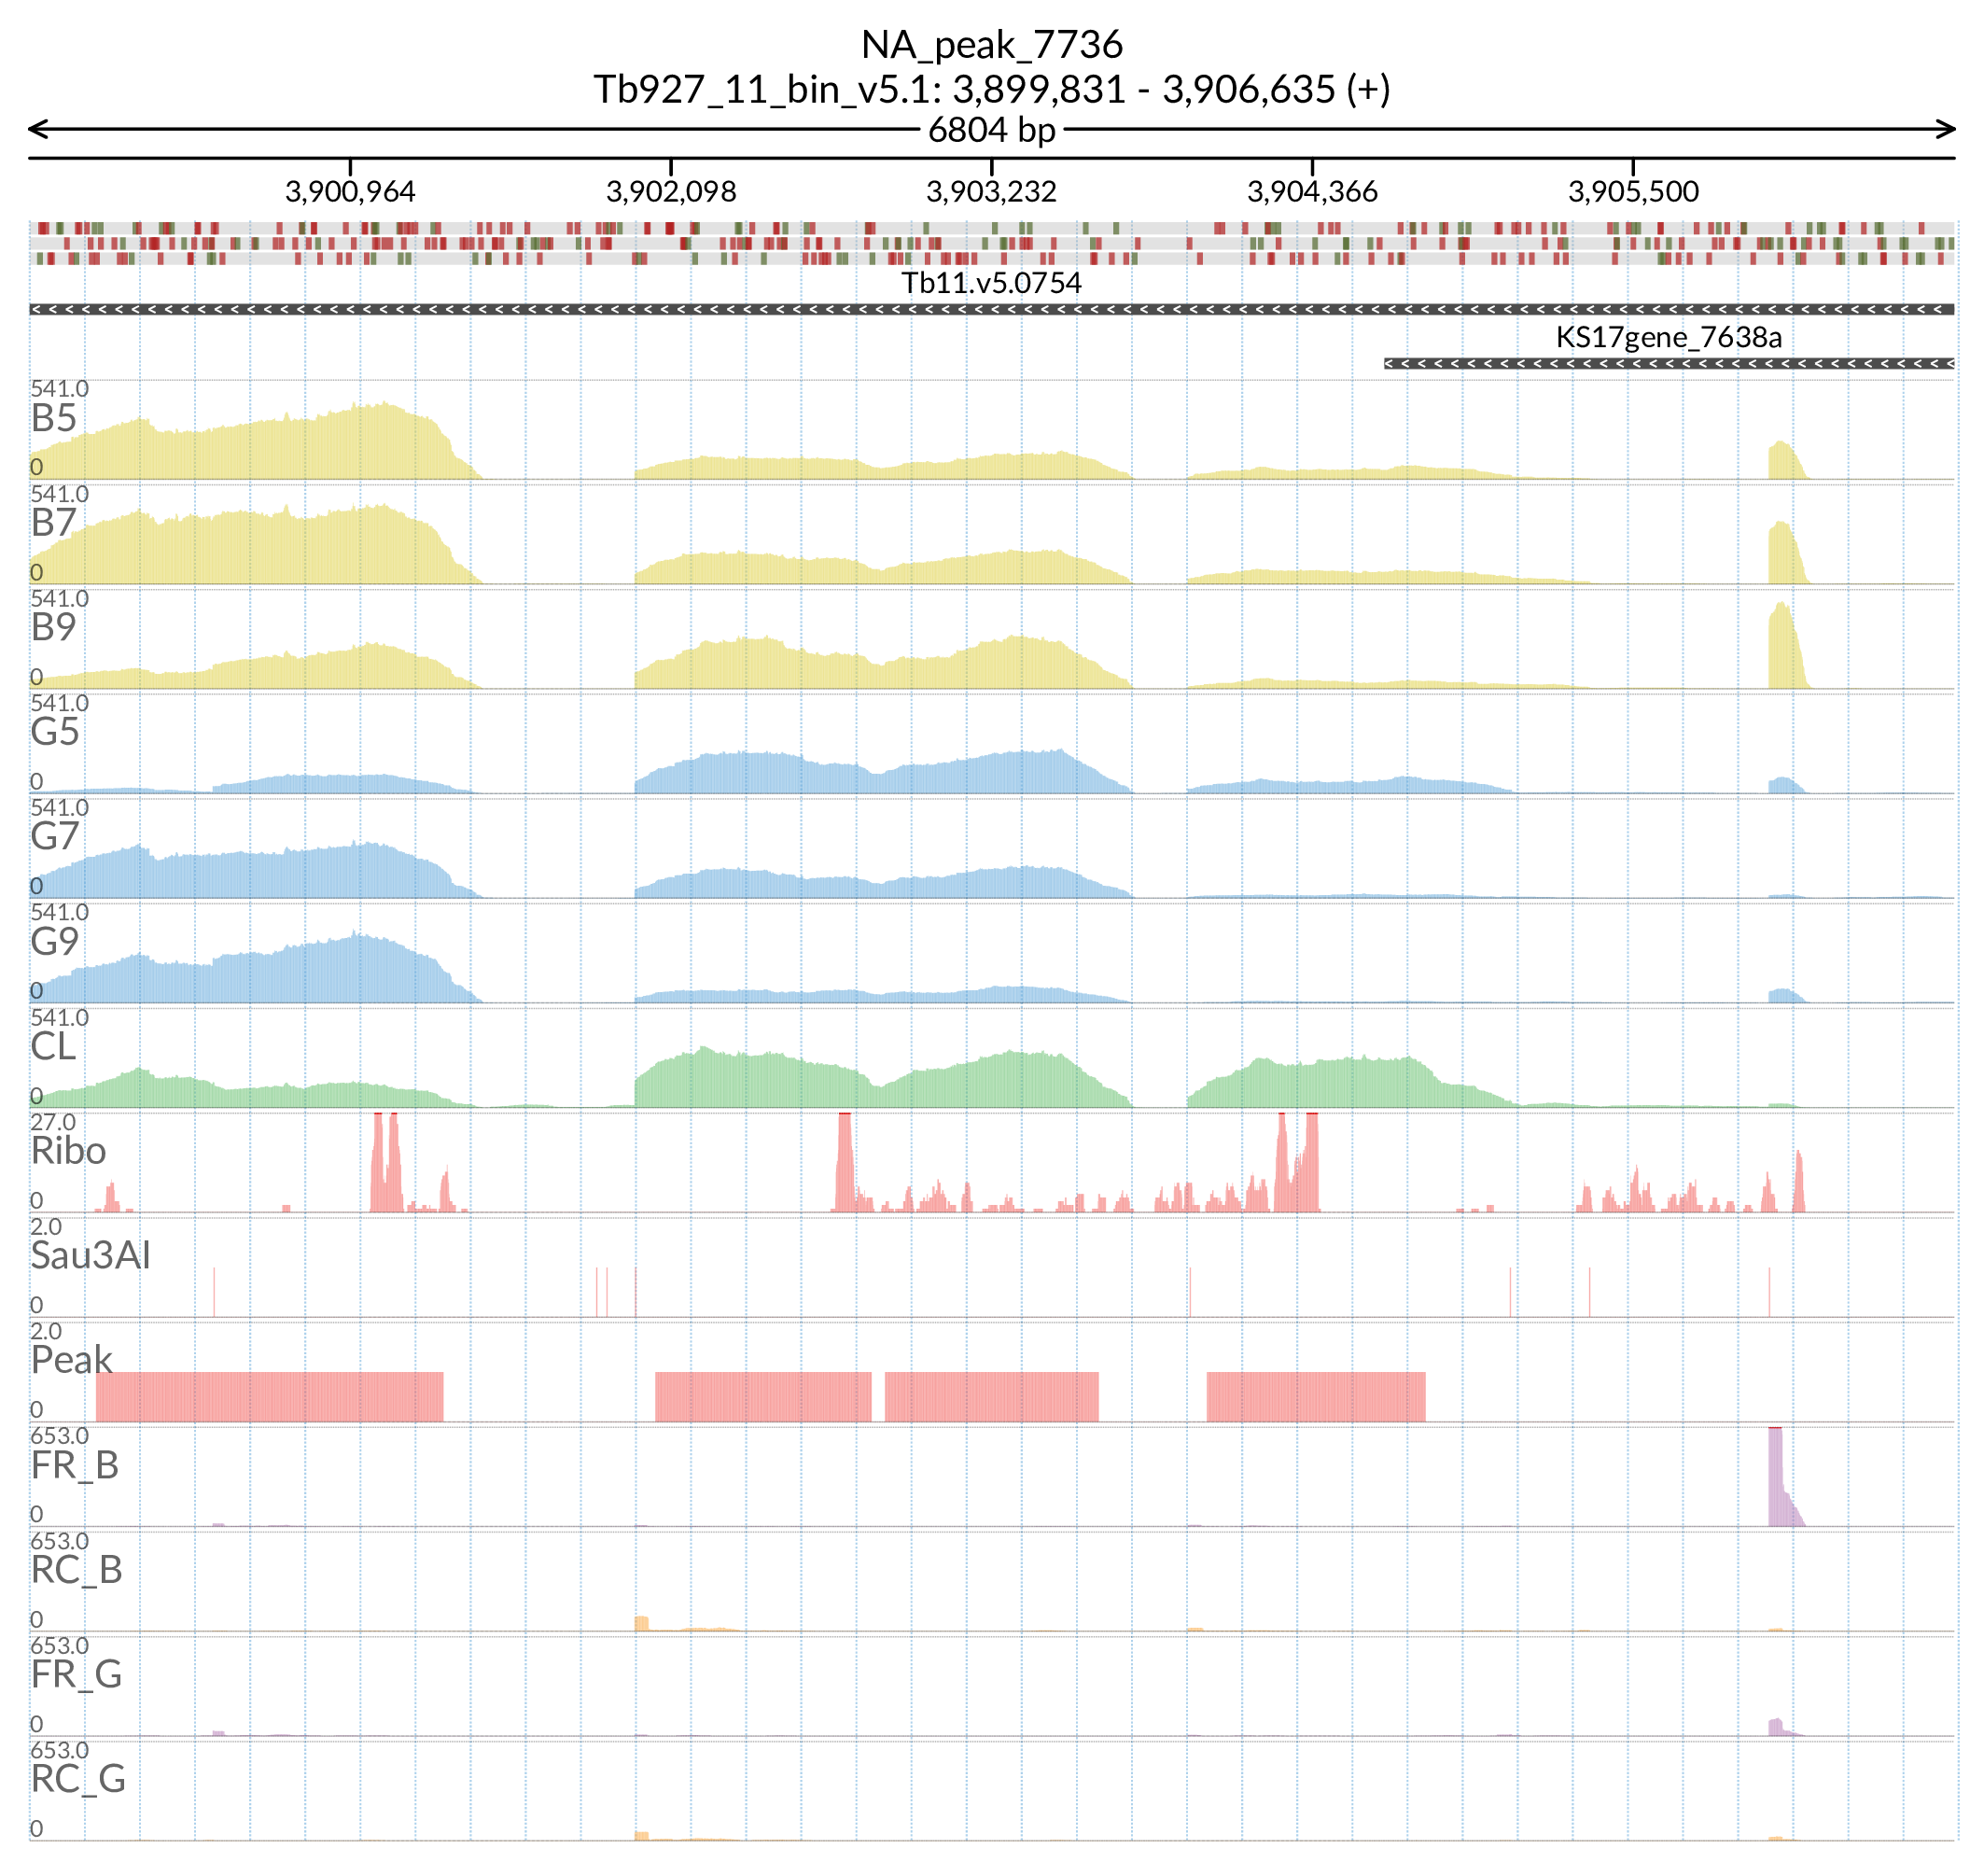 NA_peak_7736
Tb927_11_bin_v5.1: 3,899,831 - 3,906,635 (+)
6804 bp
3,900,964 3,902,098 3,903,232 3,904,366 3,905,500
Tb11.v5.0754
KS17gene_7638a
541.0
B5
0
541.0
B7
0
541.0
B9
0
541.0
G5
0
541.0
G7
0
541.0
G9
0
541.0
CL
0
27.0
Ribo
0
2.0
Sau3AI
0
2.0
Peak
0
653.0
FR_B
0
653.0
RC_B
0
653.0
FR_G
0
653.0
RC_G
0